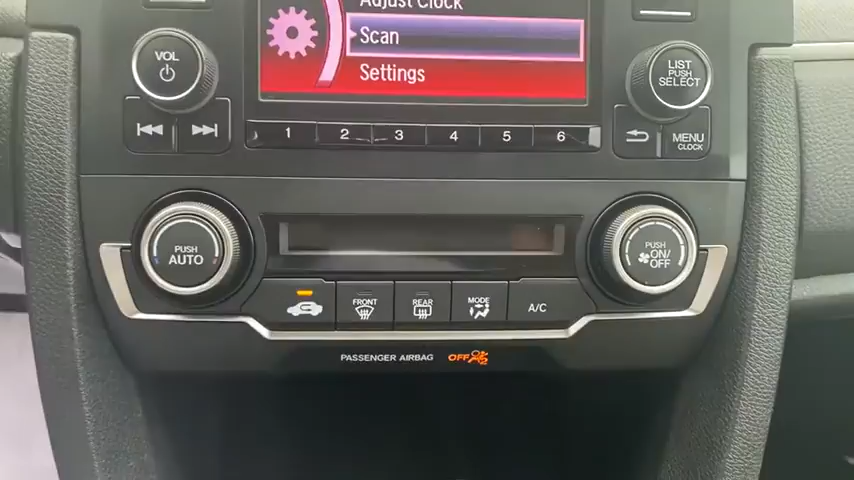 Adjust Clock
Scan
Settings
VOL
LIST
PUSH
SELECT
1 2 3 4 5 6
MENU
CLOCK
PUSH
AUTO
PUSH
ON/
OFF
FRONT
REAR
MODE
A/C
PASSENGER AIRBAG OFF 2